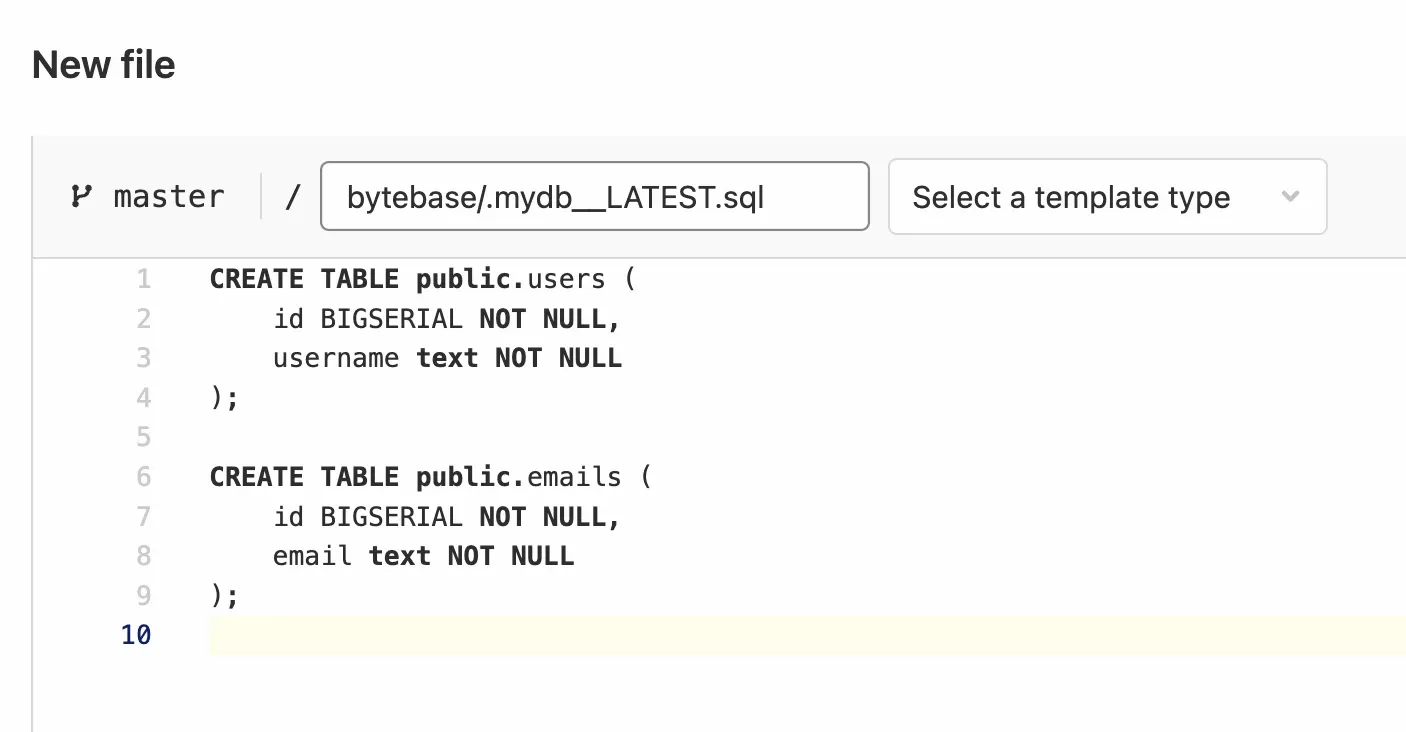 New file
master / bytebase/.mydb__LATEST.sql Select a template type
1 CREATE TABLE public.users (
2     id BIGSERIAL NOT NULL,
3     username text NOT NULL
4 );
5
6 CREATE TABLE public.emails (
7     id BIGSERIAL NOT NULL,
8     email text NOT NULL
9 );
10